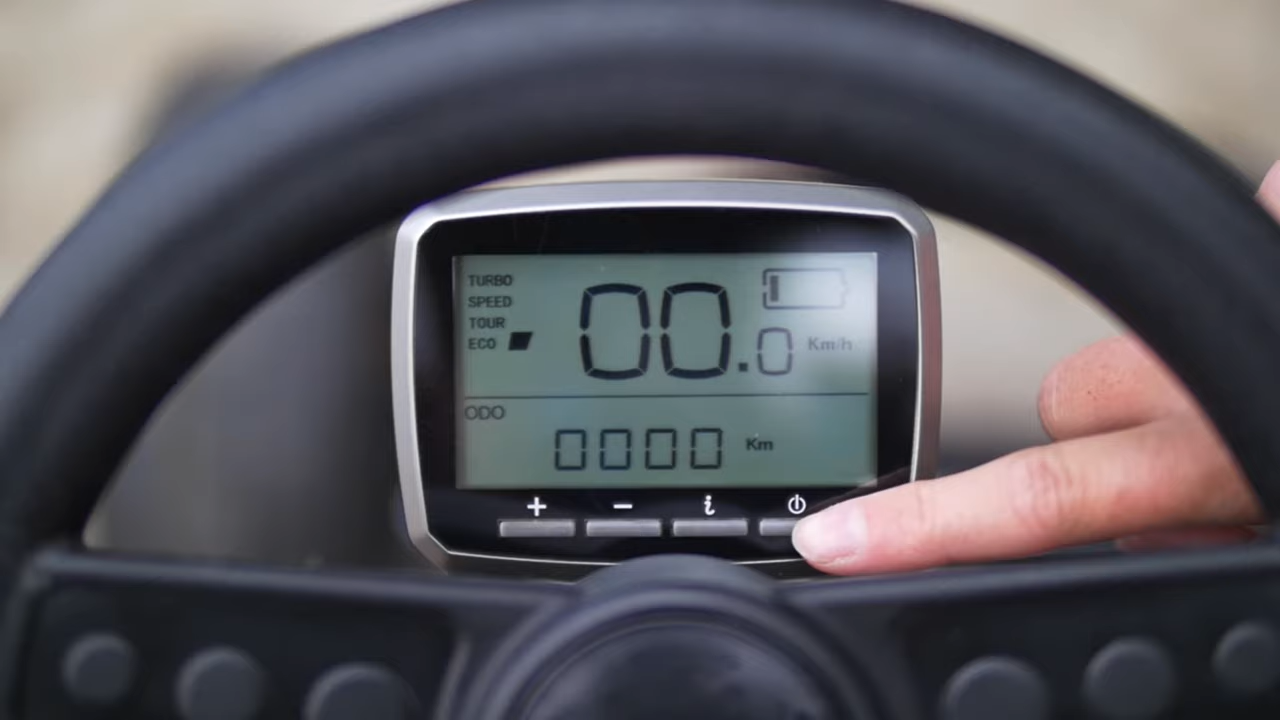 TURBO
SPEED
TOUR
ECO
00.0 Km/h
ODO
0000 Km
+ − i